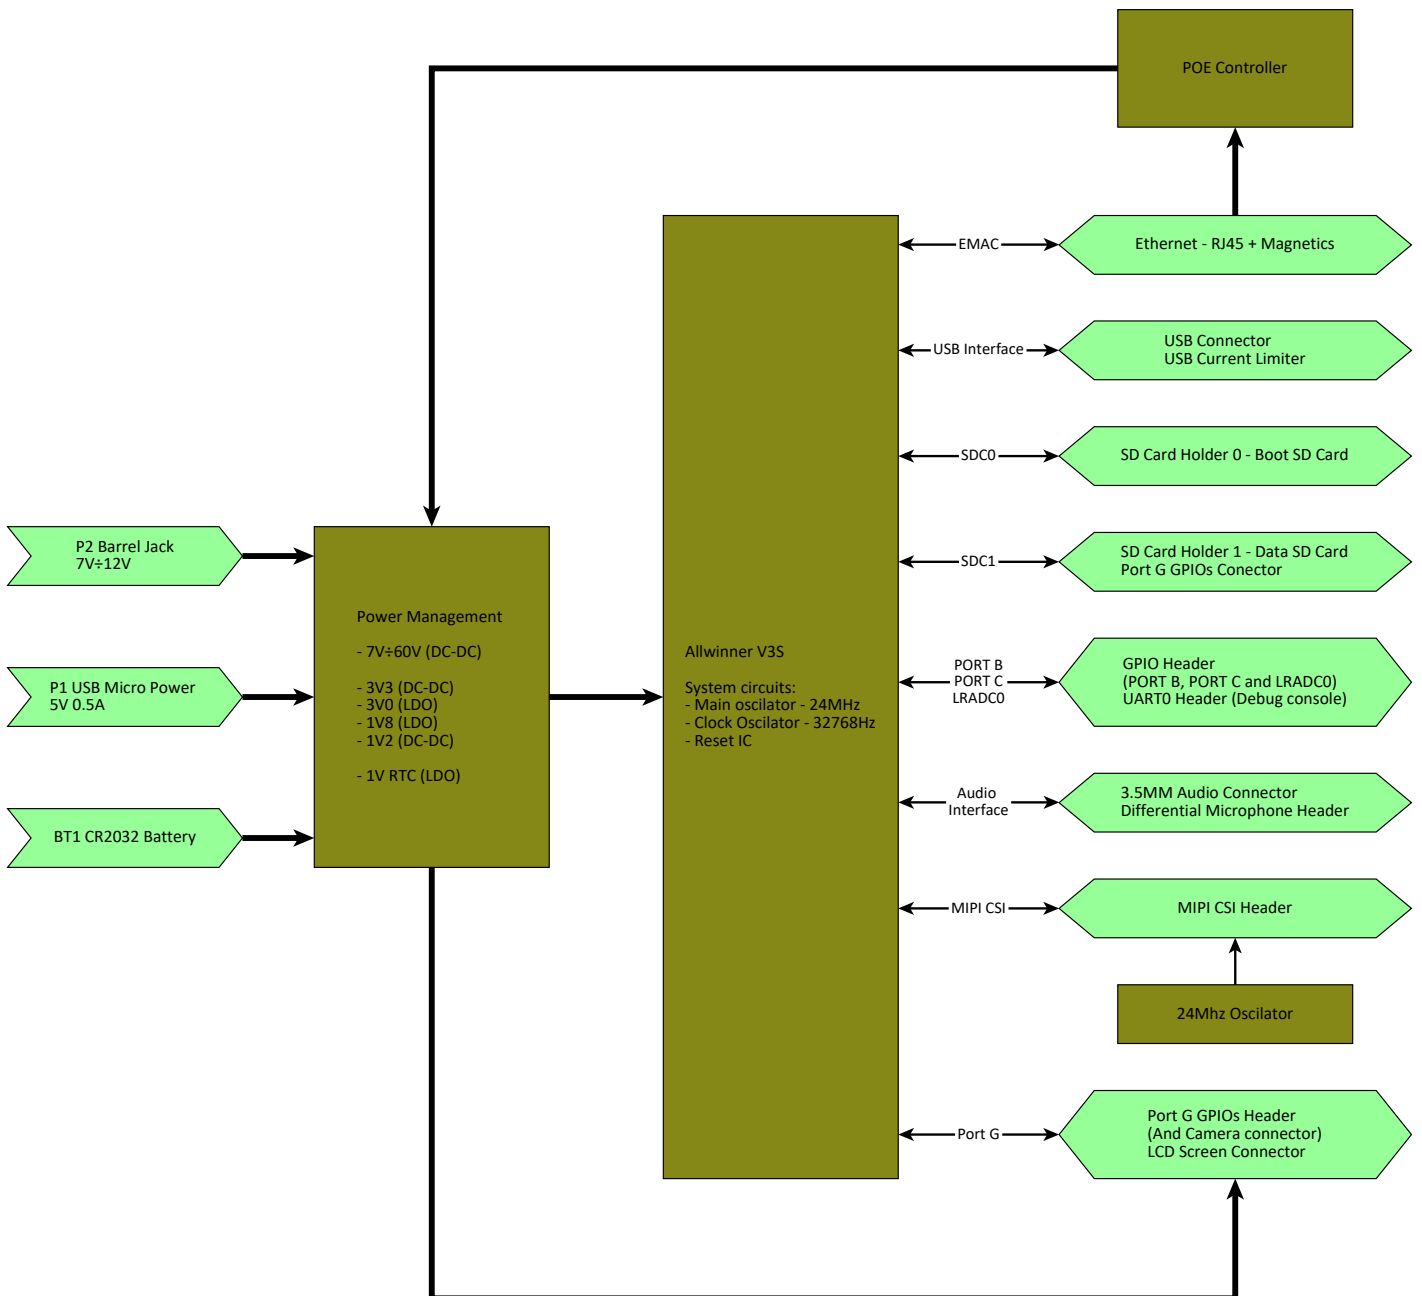 POE Controller
EMAC
Ethernet - RJ45 + Magnetics
USB Interface
USB Connector
USB Current Limiter
SDC0
SD Card Holder 0 - Boot SD Card
P2 Barrel Jack
7V÷12V
SDC1
SD Card Holder 1 - Data SD Card
Port G GPIOs Conector
Power Management
- 7V÷60V (DC-DC)
- 3V3 (DC-DC)
- 3V0 (LDO)
- 1V8 (LDO)
- 1V2 (DC-DC)
- 1V RTC (LDO)
P1 USB Micro Power
5V 0.5A
BT1 CR2032 Battery
Allwinner V3S
System circuits:
- Main oscilator - 24MHz
- Clock Oscilator - 32768Hz
- Reset IC
PORT B
PORT C
LRADC0
GPIO Header
(PORT B, PORT C and LRADC0)
UART0 Header (Debug console)
Audio
Interface
3.5MM Audio Connector
Differential Microphone Header
MIPI CSI
MIPI CSI Header
24Mhz Oscilator
Port G
Port G GPIOs Header
(And Camera connector)
LCD Screen Connector